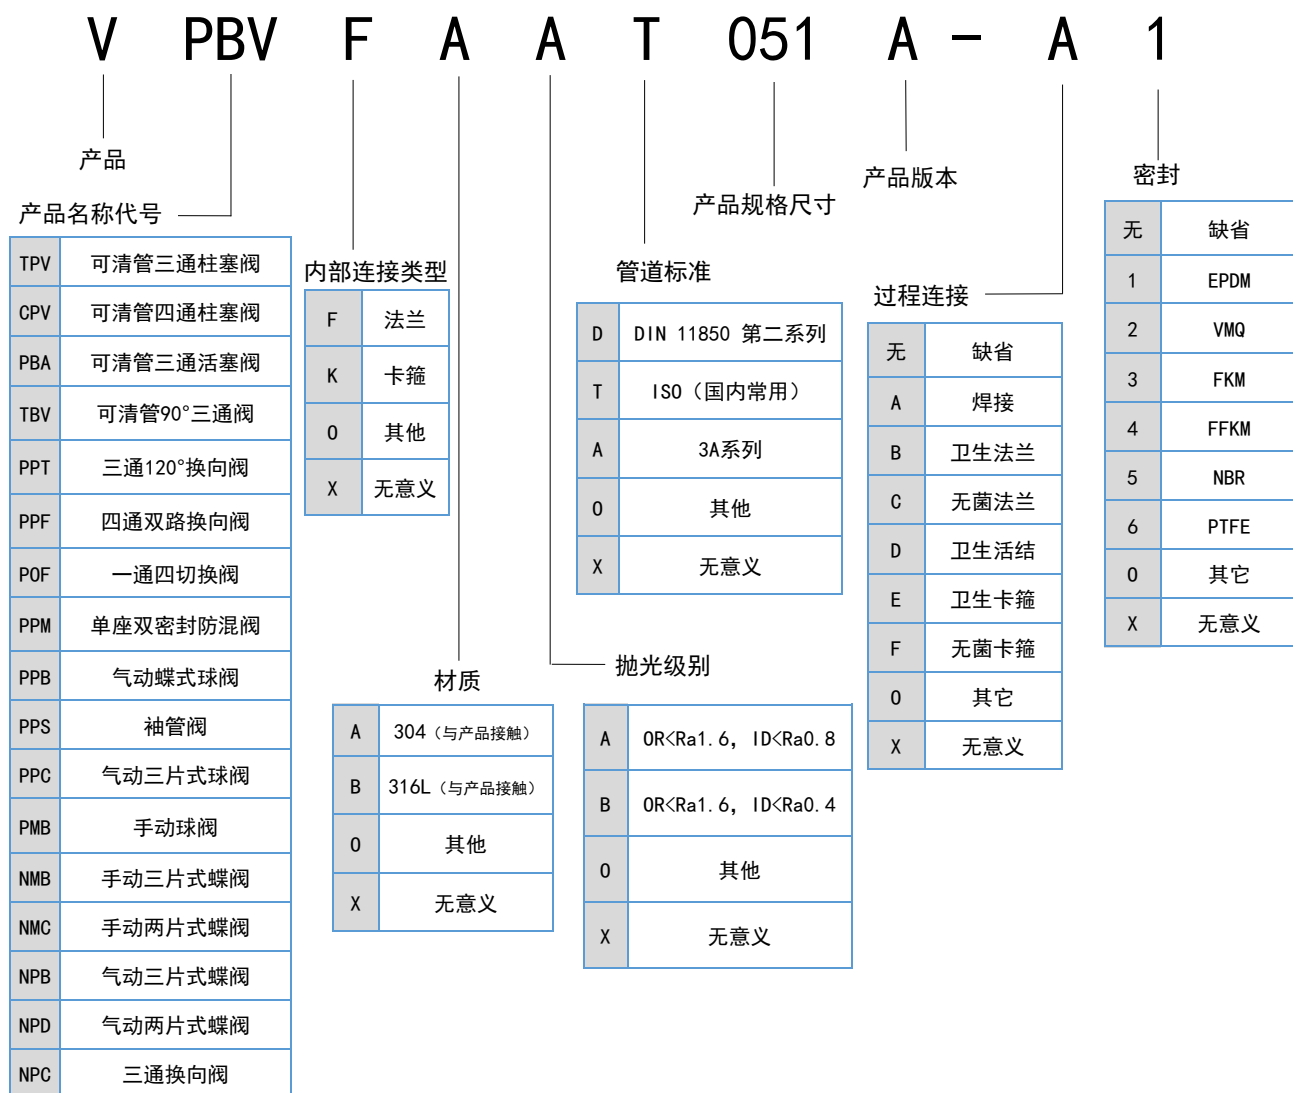 V PBV F A A T 051 A - A 1
产品
产品名称代号
TPV 可清管三通柱塞阀
CPV 可清管四通柱塞阀
PBA 可清管三通活塞阀
TBV 可清管90°三通阀
PPT 三通120°换向阀
PPF 四通双路换向阀
POF 一通四切换阀
PPM 单座双密封防混阀
PPB 气动蝶式球阀
PPS 袖管阀
PPC 气动三片式球阀
PMB 手动球阀
NMB 手动三片式蝶阀
NMC 手动两片式蝶阀
NPB 气动三片式蝶阀
NPD 气动两片式蝶阀
NPC 三通换向阀
内部连接类型
F 法兰
K 卡箍
O 其他
X 无意义
材质
A 304（与产品接触）
B 316L（与产品接触）
O 其他
X 无意义
抛光级别
A OR<Ra1.6, ID<Ra0.8
B OR<Ra1.6, ID<Ra0.4
O 其他
X 无意义
管道标准
D DIN 11850 第二系列
T ISO（国内常用）
A 3A系列
O 其他
X 无意义
产品规格尺寸
产品版本
过程连接
无 缺省
A 焊接
B 卫生法兰
C 无菌法兰
D 卫生活结
E 卫生卡箍
F 无菌卡箍
O 其它
X 无意义
密封
无 缺省
1 EPDM
2 VMQ
3 FKM
4 FFKM
5 NBR
6 PTFE
O 其它
X 无意义